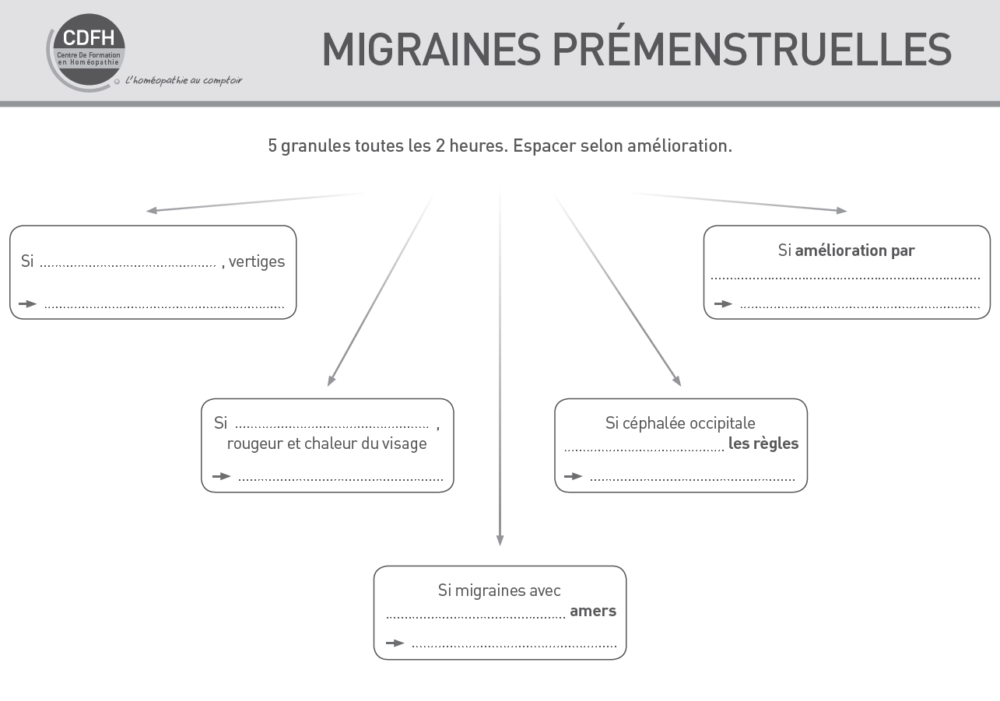 CDFH
Centre De Formation
en Homéopathie
L'homéopathie au comptoir
MIGRAINES PRÉMENSTRUELLES
5 granules toutes les 2 heures. Espacer selon amélioration.
Si ........................................ , vertiges
➔ ........................................
Si amélioration par
........................................
➔ ........................................
Si ........................................ ,
rougeur et chaleur du visage
➔ ........................................
Si céphalée occipitale
........................................ les règles
➔ ........................................
Si migraines avec
........................................ amers
➔ ........................................